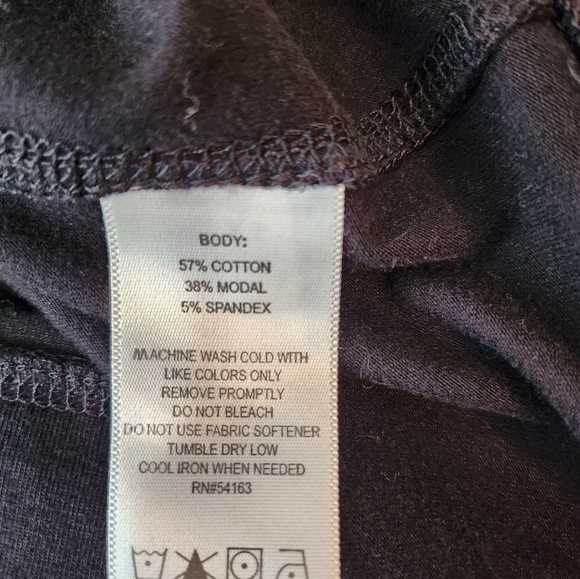 BODY:
57% COTTON
38% MODAL
5% SPANDEX
MACHINE WASH COLD WITH
LIKE COLORS ONLY
REMOVE PROMPTLY
DO NOT BLEACH
DO NOT USE FABRIC SOFTENER
TUMBLE DRY LOW
COOL IRON WHEN NEEDED
RN#54163